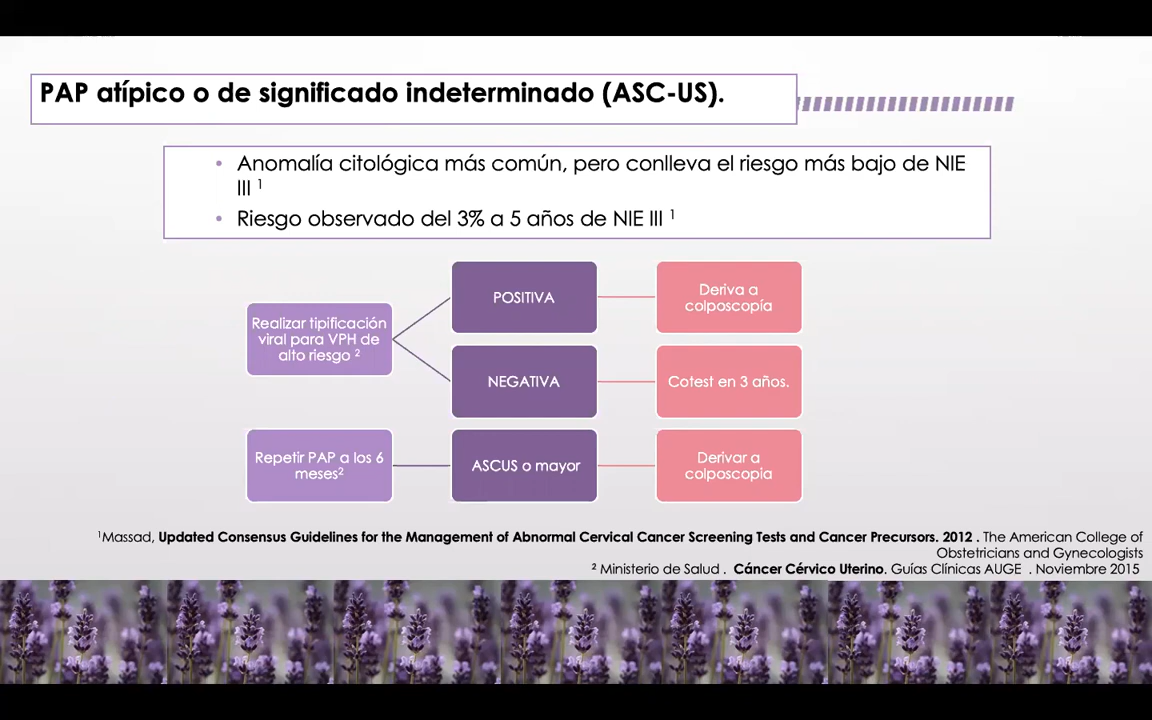 PAP atípico o de significado indeterminado (ASC-US).
• Anomalía citológica más común, pero conlleva el riesgo más bajo de NIE
III ¹
• Riesgo observado del 3% a 5 años de NIE III ¹
Realizar tipificación
viral para VPH de
alto riesgo ²
POSITIVA
Deriva a
colposcopía
NEGATIVA
Cotest en 3 años.
Repetir PAP a los 6
meses²
ASCUS o mayor
Derivar a
colposcopia
¹Massad, Updated Consensus Guidelines for the Management of Abnormal Cervical Cancer Screening Tests and Cancer Precursors. 2012 . The American College of
Obstetricians and Gynecologists
² Ministerio de Salud . Cáncer Cérvico Uterino. Guías Clínicas AUGE . Noviembre 2015